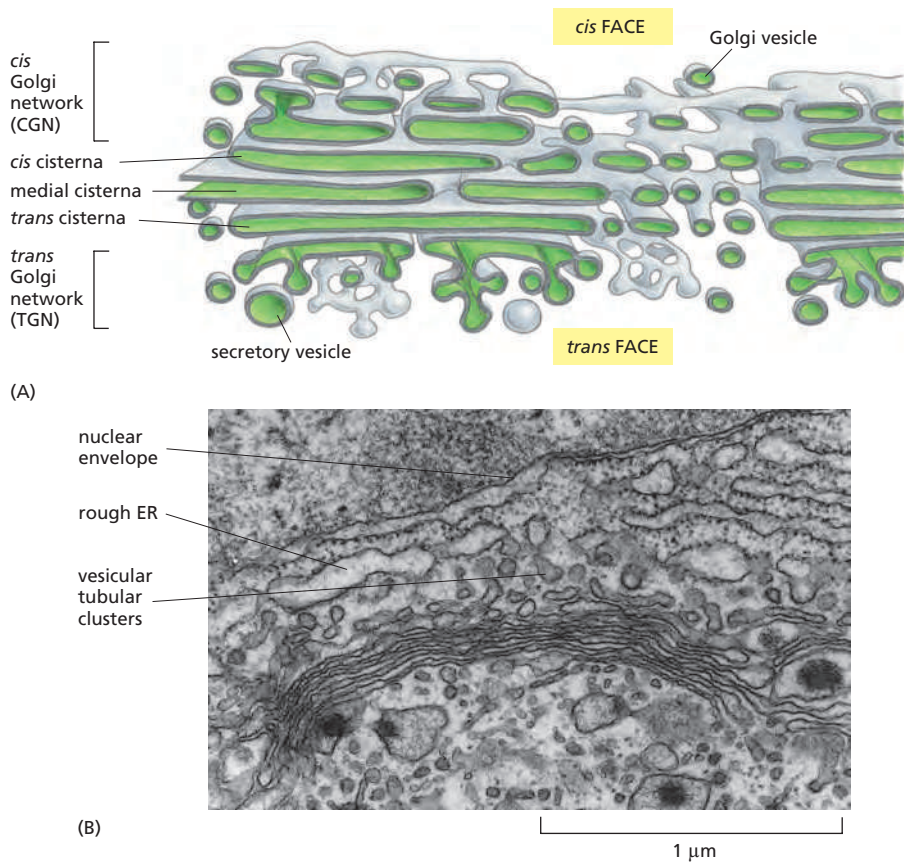 cis FACE
Golgi vesicle
cis
Golgi
network
(CGN)
cis cisterna
medial cisterna
trans cisterna
trans
Golgi
network
(TGN)
secretory vesicle
trans FACE
(A)
nuclear
envelope
rough ER
vesicular
tubular
clusters
(B)
1 μm